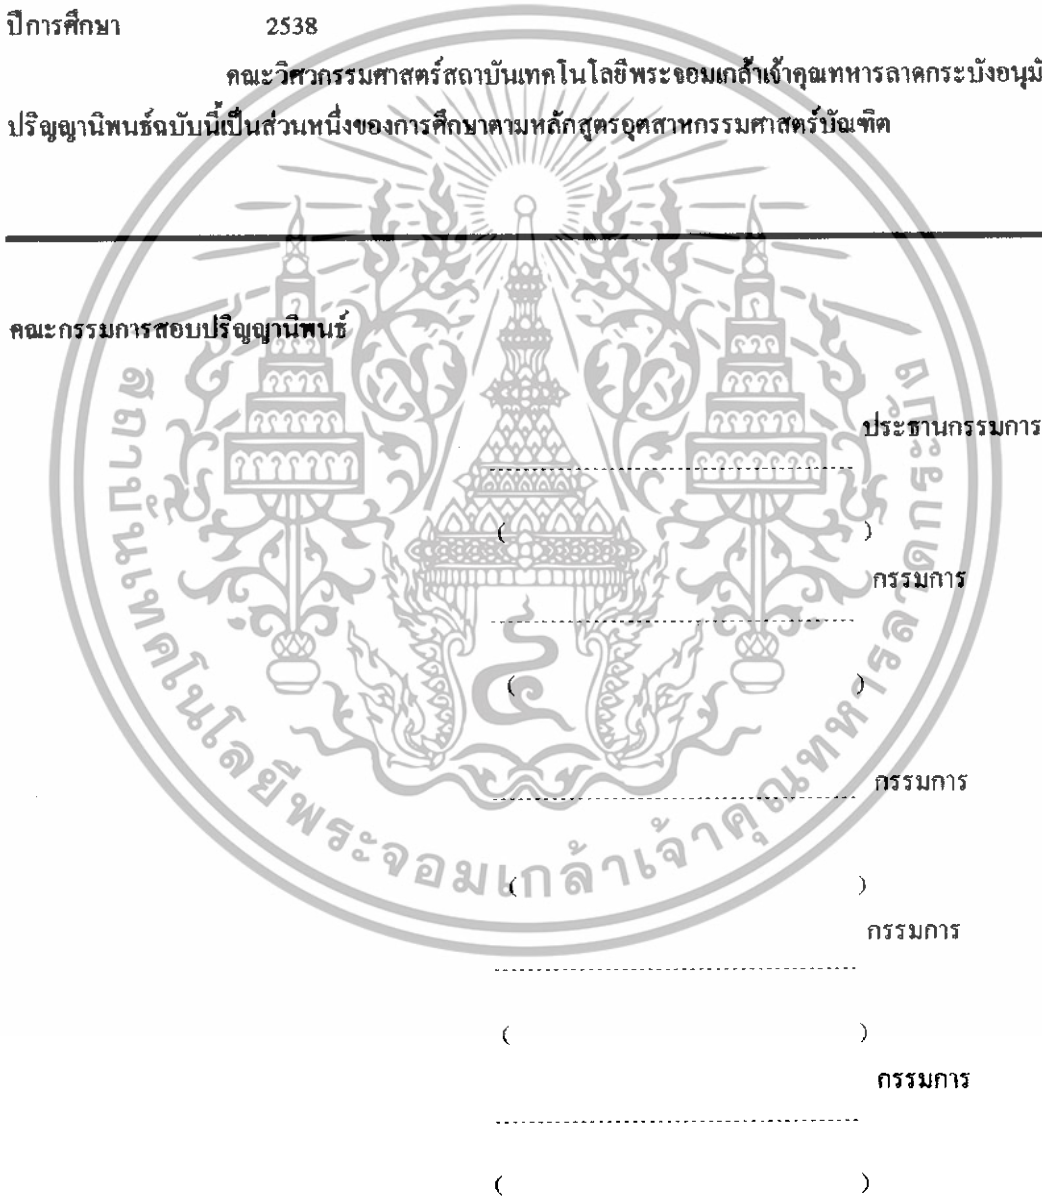 ปีการศึกษา 2538
คณะวิศวกรรมศาสตร์สถาบันเทคโนโลยีพระจอมเกล้าเจ้าคุณทหารลาดกระบังอนุมั
ปริญญานิพนธ์ฉบับนี้เป็นส่วนหนึ่งของการศึกษาตามหลักสูตรอุตสาหกรรมศาสตร์บัณฑิต
คณะกรรมการสอบปริญญานิพนธ์
ประธานกรรมการ
( )
กรรมการ
( )
กรรมการ
( )
กรรมการ
( )
กรรมการ
( )
สถาบันเทคโนโลยีพระจอมเกล้าเจ้าคุณทหารลาดกระบัง
๔